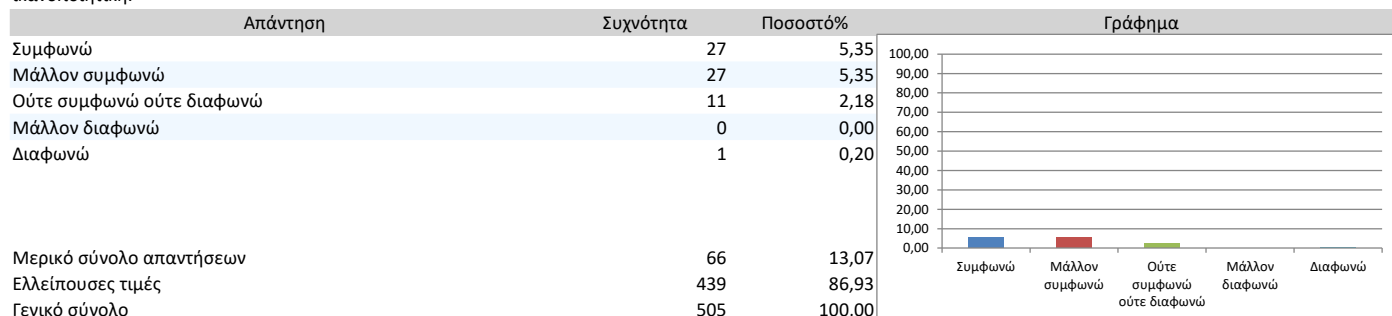 Απάντηση Συχνότητα Ποσοστό% Γράφημα
Συμφωνώ 27 5,35
Μάλλον συμφωνώ 27 5,35
Ούτε συμφωνώ ούτε διαφωνώ 11 2,18
Μάλλον διαφωνώ 0 0,00
Διαφωνώ 1 0,20
Μερικό σύνολο απαντήσεων 66 13,07
Ελλείπουσες τιμές 439 86,93
Γενικό σύνολο 505 100,00
100,00
90,00
80,00
70,00
60,00
50,00
40,00
30,00
20,00
10,00
0,00
Συμφωνώ Μάλλον Ούτε Μάλλον Διαφωνώ
συμφωνώ συμφωνώ διαφωνώ
ούτε διαφωνώ